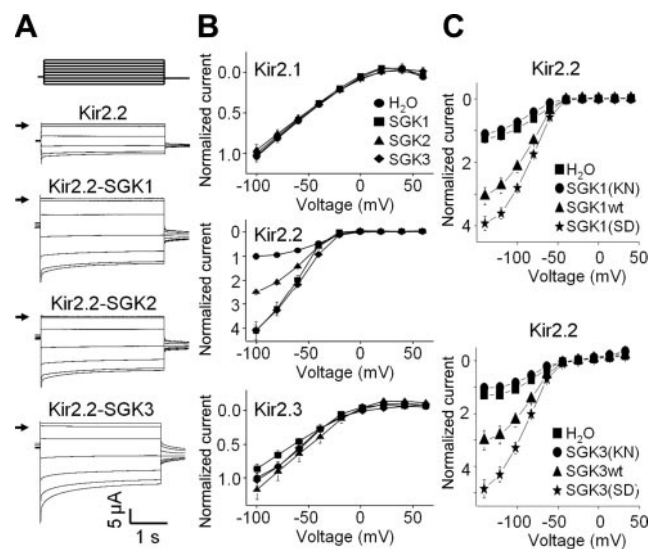 A
Kir2.2
Kir2.2-SGK1
Kir2.2-SGK2
Kir2.2-SGK3
5 µA
1 s
B
Kir2.1
H₂O
SGK1
SGK2
SGK3
Normalized current
0.0
0.5
1.0
-100 -50 0 50
Voltage (mV)
Kir2.2
Normalized current
0
1
2
3
4
-100 -50 0 50
Voltage (mV)
Kir2.3
Normalized current
0.0
0.5
1.0
-100 -50 0 50
Voltage (mV)
C
Kir2.2
Normalized current
0
2
4
H₂O
SGK1(KN)
SGK1wt
SGK1(SD)
-100 -50 0 50
Voltage (mV)
Kir2.2
Normalized current
0
2
4
H₂O
SGK3(KN)
SGK3wt
SGK3(SD)
-100 -50 0 50
Voltage (mV)